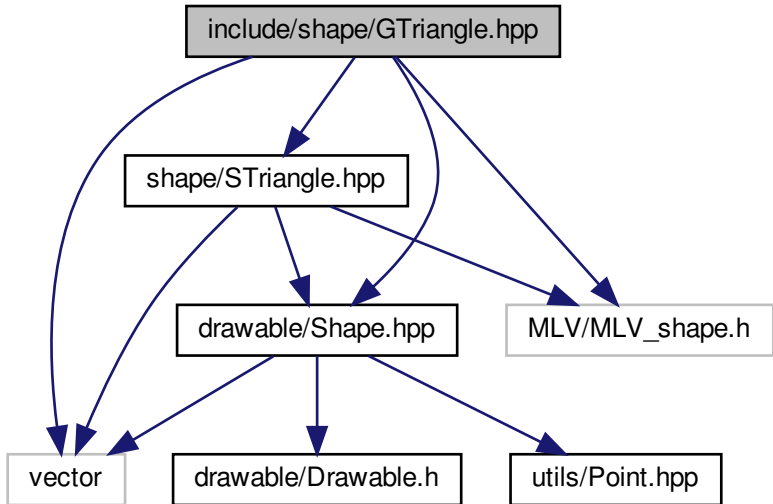 include/shape/GTriangle.hpp
shape/STriangle.hpp
drawable/Shape.hpp
MLV/MLV_shape.h
vector
drawable/Drawable.h
utils/Point.hpp